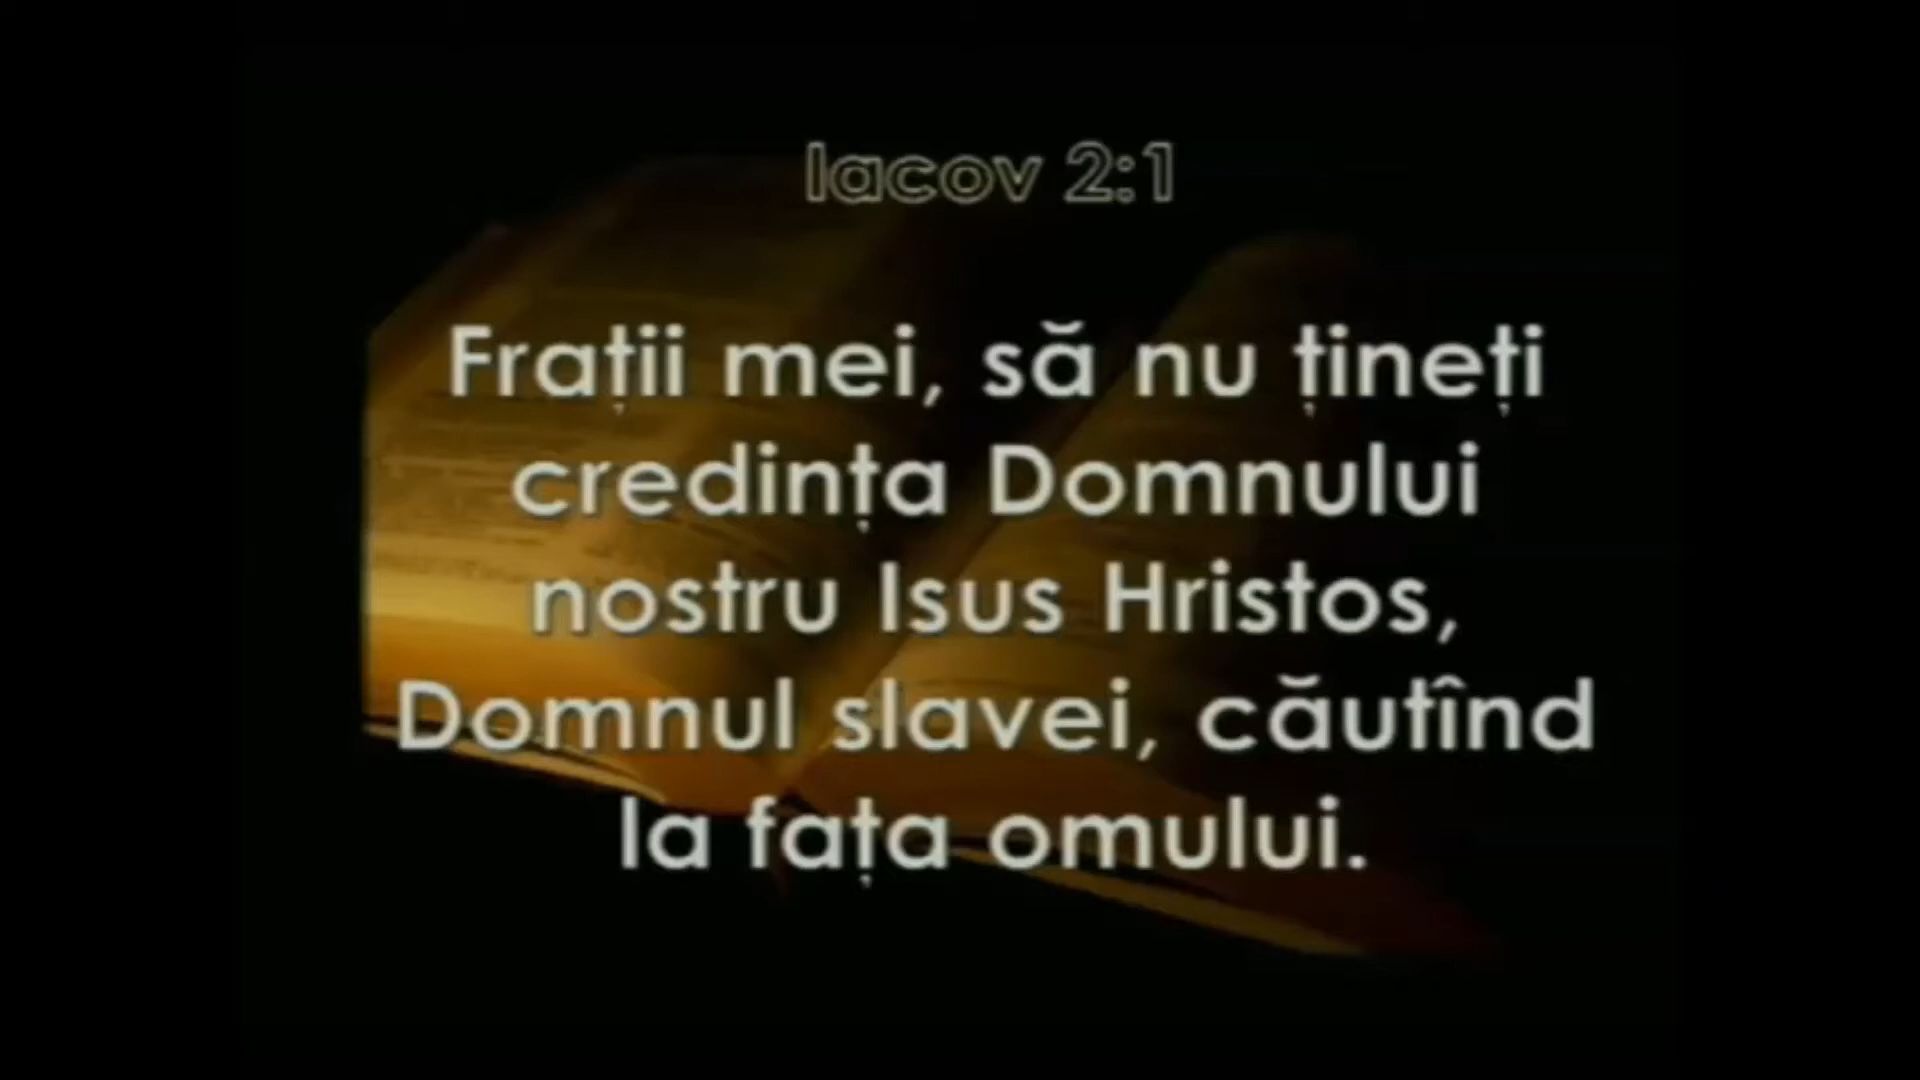 Iacov 2:1
Frații mei, să nu țineți
credința Domnului
nostru Isus Hristos,
Domnul slavei, căutînd
la fața omului.